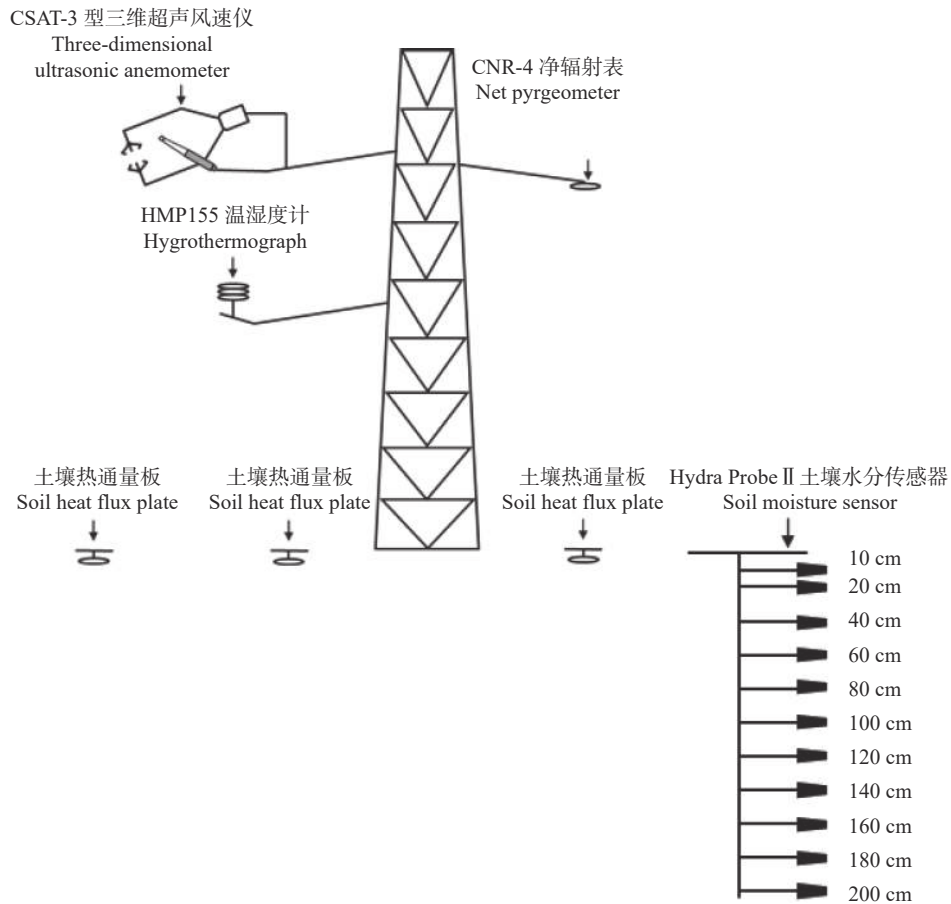 CSAT-3 型三维超声风速仪
Three-dimensional
ultrasonic anemometer
CNR-4 净辐射表
Net pyrgeometer
HMP155 温湿度计
Hygrothermograph
土壤热通量板
Soil heat flux plate
土壤热通量板
Soil heat flux plate
土壤热通量板
Soil heat flux plate
Hydra Probe Ⅱ 土壤水分传感器
Soil moisture sensor
10 cm
20 cm
40 cm
60 cm
80 cm
100 cm
120 cm
140 cm
160 cm
180 cm
200 cm